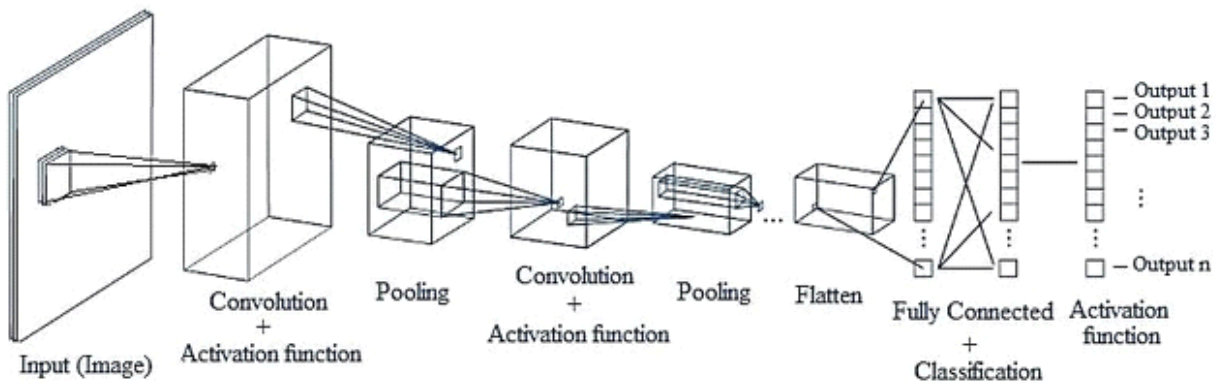 Input (Image)
Convolution
+
Activation function
Pooling
Convolution
+
Activation function
Pooling
...
Flatten
Fully Connected
+
Classification
Activation
function
Output 1
Output 2
Output 3
Output n